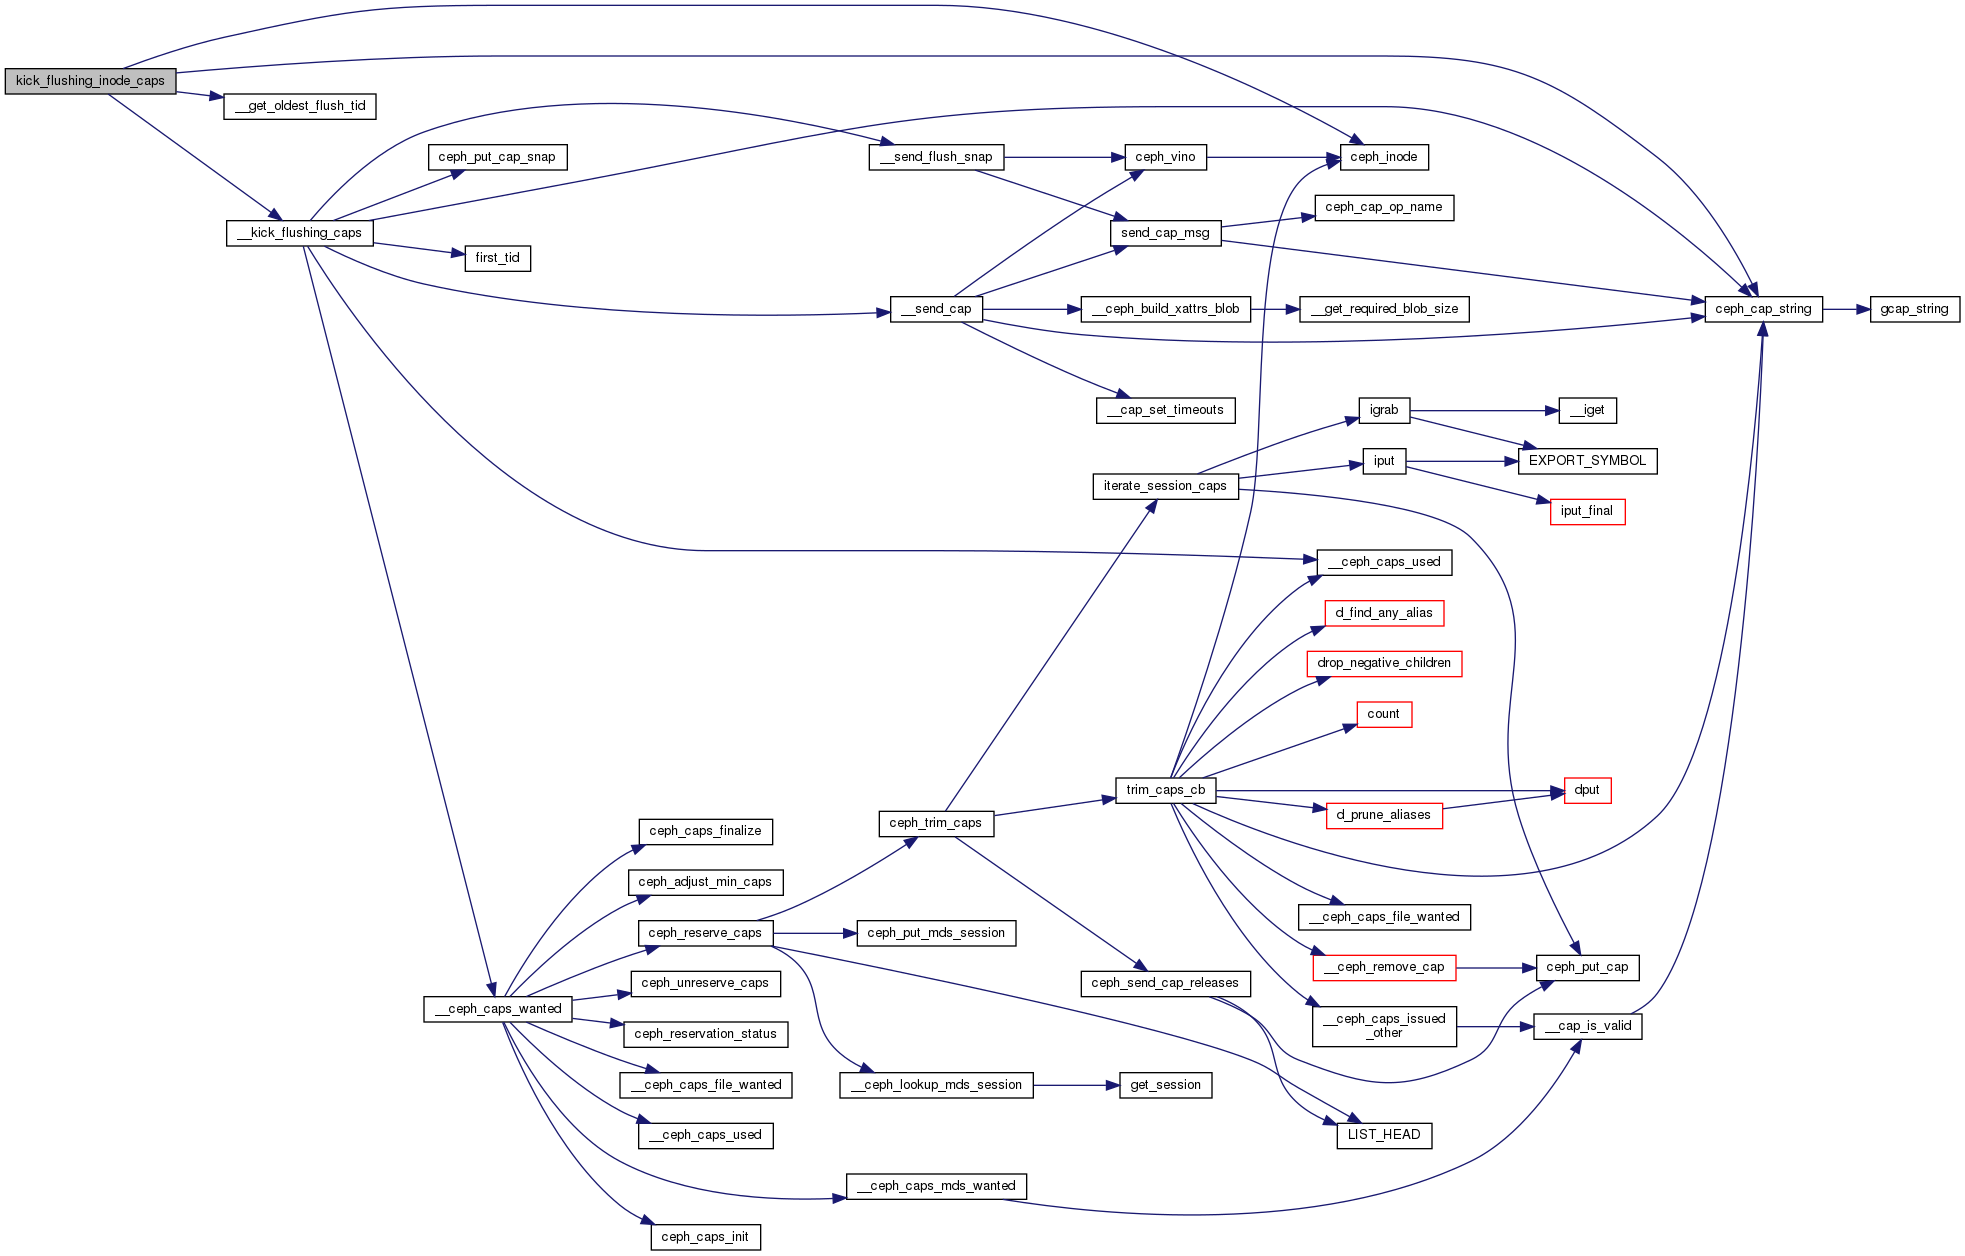 kick_flushing_inode_caps
__get_oldest_flush_tid
ceph_put_cap_snap
__send_flush_snap
ceph_vino
ceph_inode
ceph_cap_op_name
__kick_flushing_caps
send_cap_msg
first_tid
__send_cap
__ceph_build_xattrs_blob
__get_required_blob_size
ceph_cap_string
gcap_string
__cap_set_timeouts
igrab
__iget
iput
EXPORT_SYMBOL
iterate_session_caps
iput_final
__ceph_caps_used
d_find_any_alias
drop_negative_children
count
trim_caps_cb
dput
ceph_trim_caps
d_prune_aliases
ceph_caps_finalize
ceph_adjust_min_caps
__ceph_caps_file_wanted
ceph_reserve_caps
ceph_put_mds_session
__ceph_remove_cap
ceph_put_cap
ceph_unreserve_caps
ceph_send_cap_releases
__ceph_caps_wanted
__ceph_caps_issued
_other
__cap_is_valid
ceph_reservation_status
__ceph_caps_file_wanted
__ceph_lookup_mds_session
get_session
__ceph_caps_used
LIST_HEAD
__ceph_caps_mds_wanted
ceph_caps_init